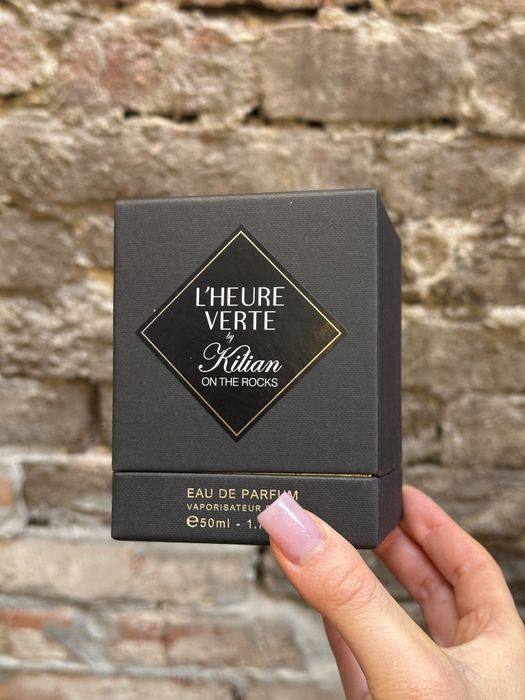 L'HEURE
VERTE
by
Kilian
ON THE ROCKS
EAU DE PARFUM
VAPORISATEUR
℮50ml - 1.